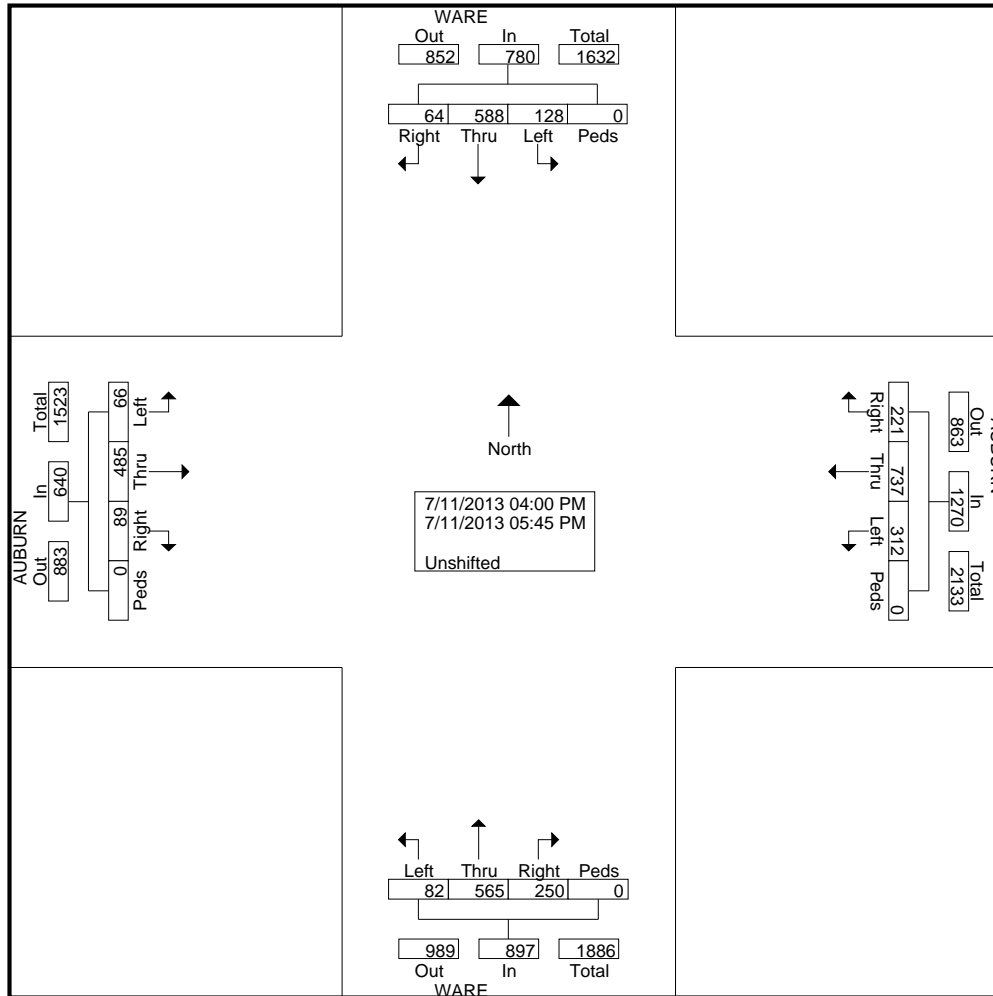 WARE
Out In Total
852 780 1632
64 588 128 0
Right Thru Left Peds
AUBURN
Out In Total
883 640 1523
Left Thru Right Peds
66 485 89 0
North
7/11/2013 04:00 PM
7/11/2013 05:45 PM
Unshifted
Right Thru Left Peds
221 737 312 0
Out In Total
863 1270 2133
Left Thru Right Peds
82 565 250 0
989 897 1886
Out In Total
WARE